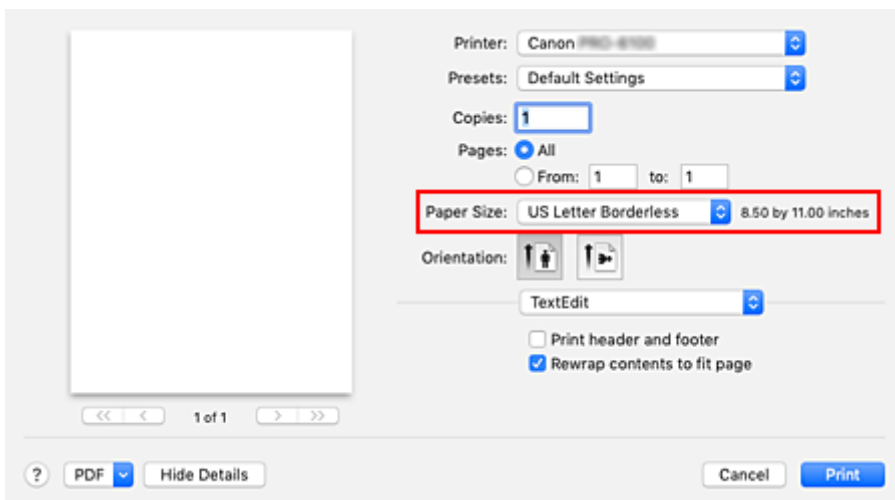 Printer: Canon
Presets: Default Settings
Copies: 1
Pages: All
From: 1 to: 1
Paper Size: US Letter Borderless 8.50 by 11.00 inches
Orientation:
TextEdit
Print header and footer
Rewrap contents to fit page
1 of 1
? PDF Hide Details Cancel Print